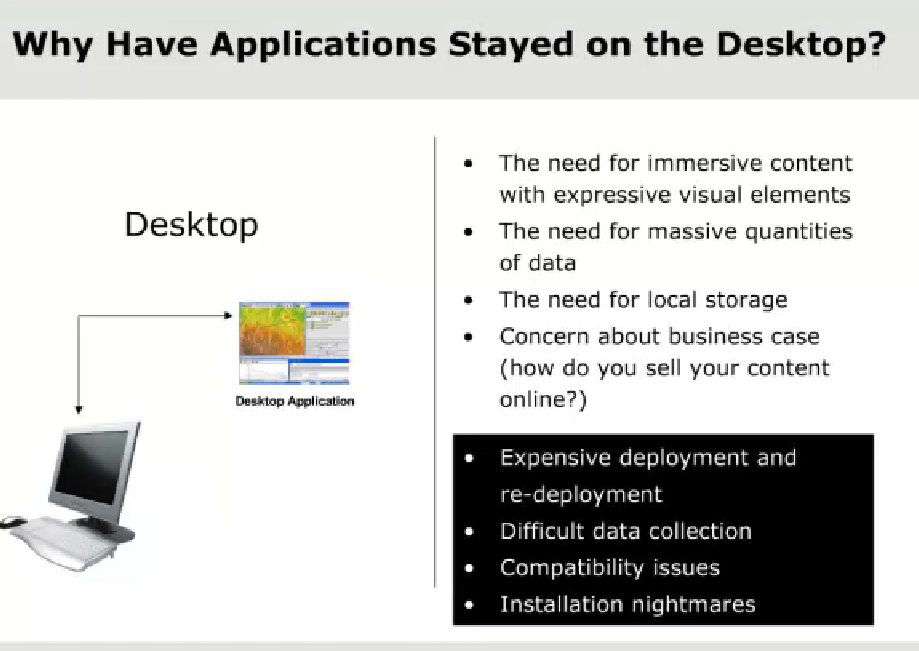 Why Have Applications Stayed on the Desktop?
Desktop
Desktop Application
• The need for immersive content
with expressive visual elements
• The need for massive quantities
of data
• The need for local storage
• Concern about business case
(how do you sell your content
online?)
• Expensive deployment and
re-deployment
• Difficult data collection
• Compatibility issues
• Installation nightmares